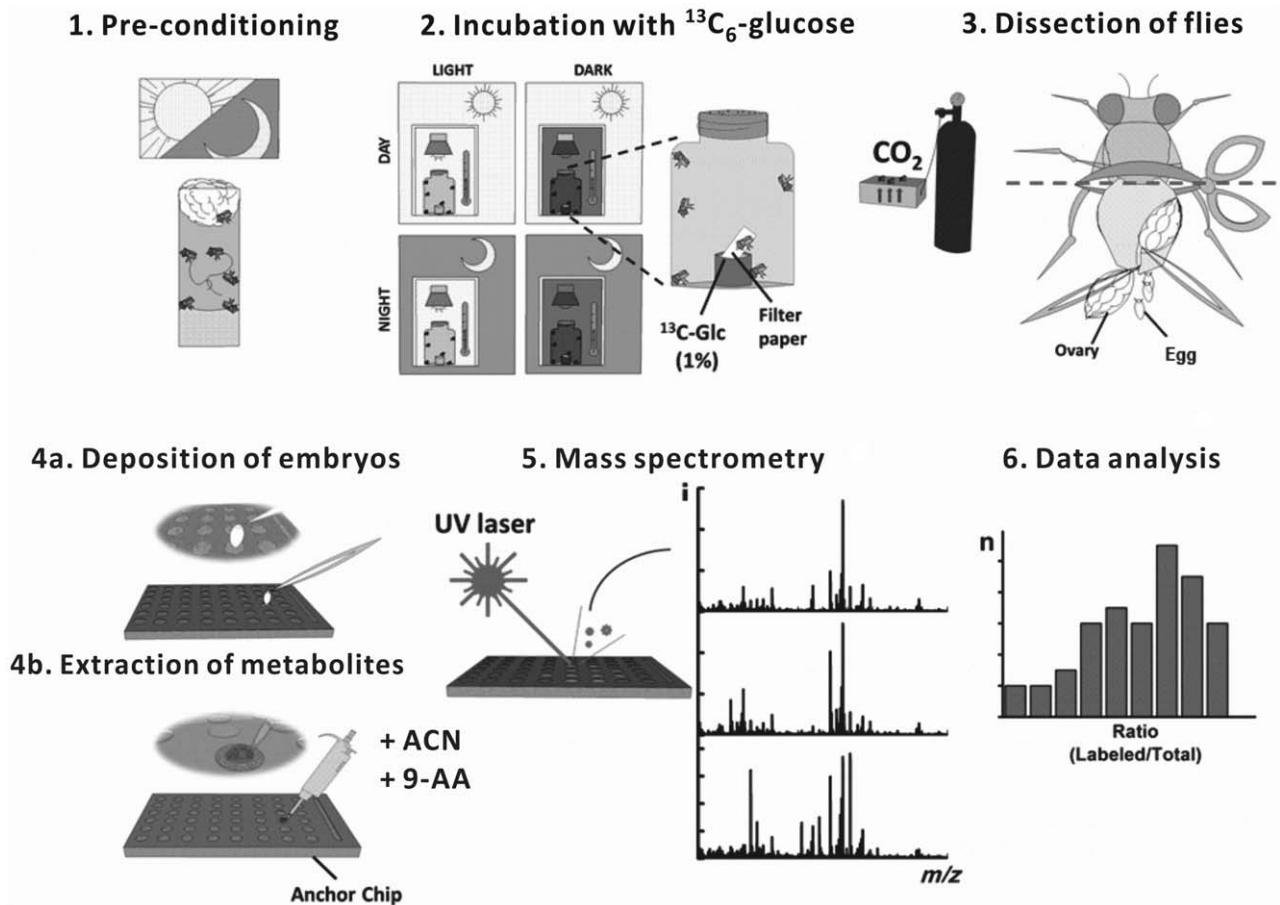 1. Pre-conditioning
2. Incubation with ¹³C₆-glucose
3. Dissection of flies
LIGHT
DARK
DAY
NIGHT
¹³C-Glc
(1%)
Filter
paper
CO₂
Ovary
Egg
4a. Deposition of embryos
5. Mass spectrometry
6. Data analysis
UV laser
i
n
4b. Extraction of metabolites
+ ACN
+ 9-AA
Anchor Chip
m/z
Ratio
(Labeled/Total)